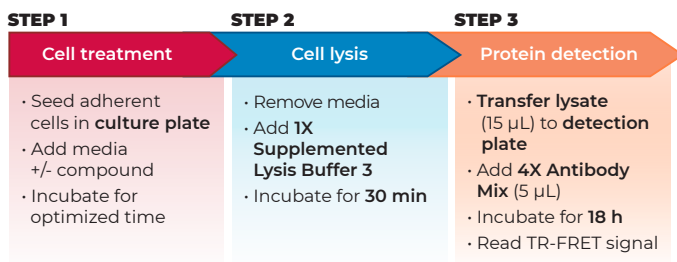 STEP 1
Cell treatment
· Seed adherent
cells in culture plate
· Add media
+/- compound
· Incubate for
optimized time
STEP 2
Cell lysis
· Remove media
· Add 1X
Supplemented
Lysis Buffer 3
· Incubate for 30 min
STEP 3
Protein detection
· Transfer lysate
(15 µL) to detection
plate
· Add 4X Antibody
Mix (5 µL)
· Incubate for 18 h
· Read TR-FRET signal